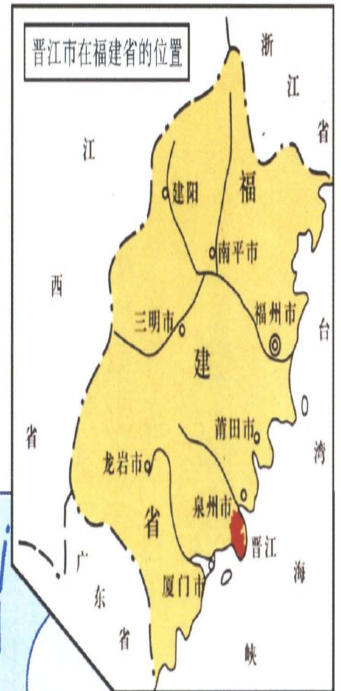 晋江市在福建省的位置
浙江省
江西省
福建省
建阳
南平市
三明市
福州市
莆田市
龙岩市
泉州市
晋江
厦门市
台湾海峡
广东省